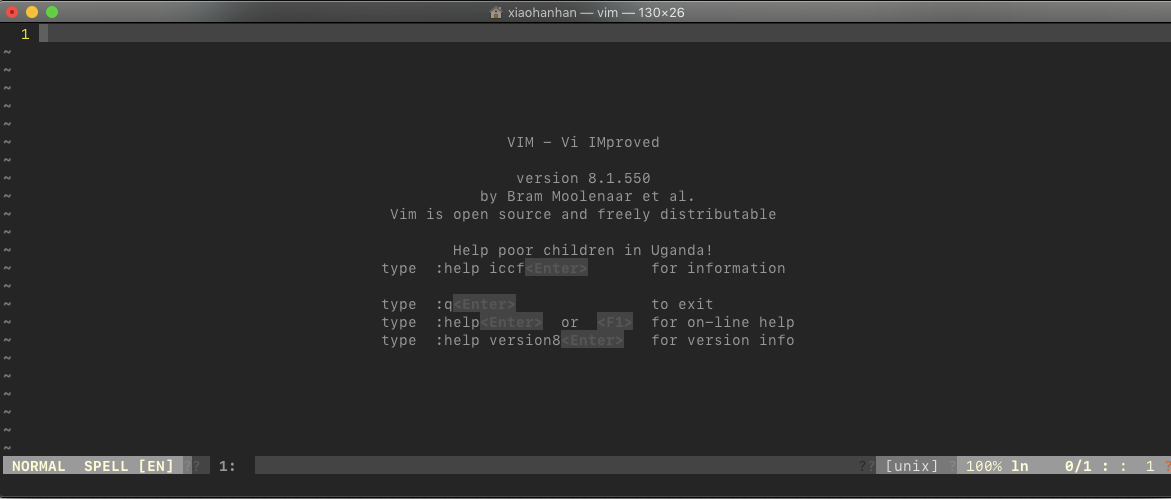 xiaohanhan — vim — 130×26
1
~
~
~
~
~
~ VIM - Vi IMproved
~
~ version 8.1.550
~ by Bram Moolenaar et al.
~ Vim is open source and freely distributable
~
~ Help poor children in Uganda!
~ type :help iccf<Enter> for information
~
~ type :q<Enter> to exit
~ type :help<Enter> or <F1> for on-line help
~ type :help version8<Enter> for version info
~
~
~
~
~
NORMAL SPELL [EN] ?? 1: ?? [unix] ? 100% ln 0/1 : : 1 ?